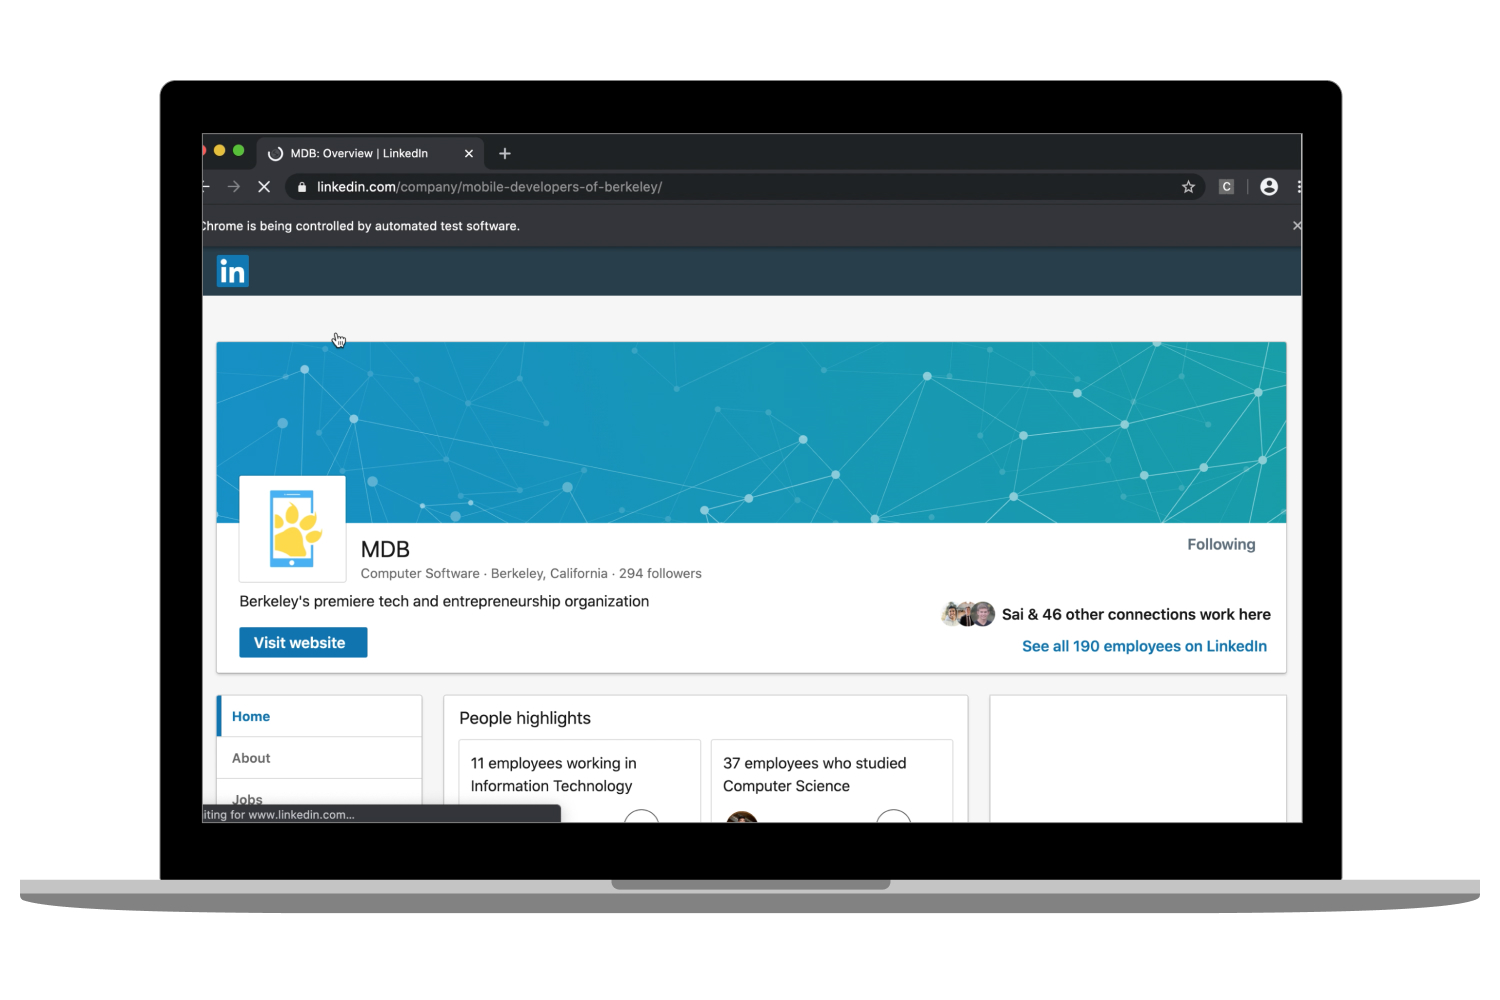 MDB: Overview | LinkedIn
linkedin.com/company/mobile-developers-of-berkeley/
C
Chrome is being controlled by automated test software.
in
MDB
Following
Computer Software · Berkeley, California · 294 followers
Berkeley's premiere tech and entrepreneurship organization
Sai & 46 other connections work here
Visit website
See all 190 employees on LinkedIn
Home
About
Jobs
People highlights
11 employees working in
Information Technology
37 employees who studied
Computer Science
iting for www.linkedin.com...